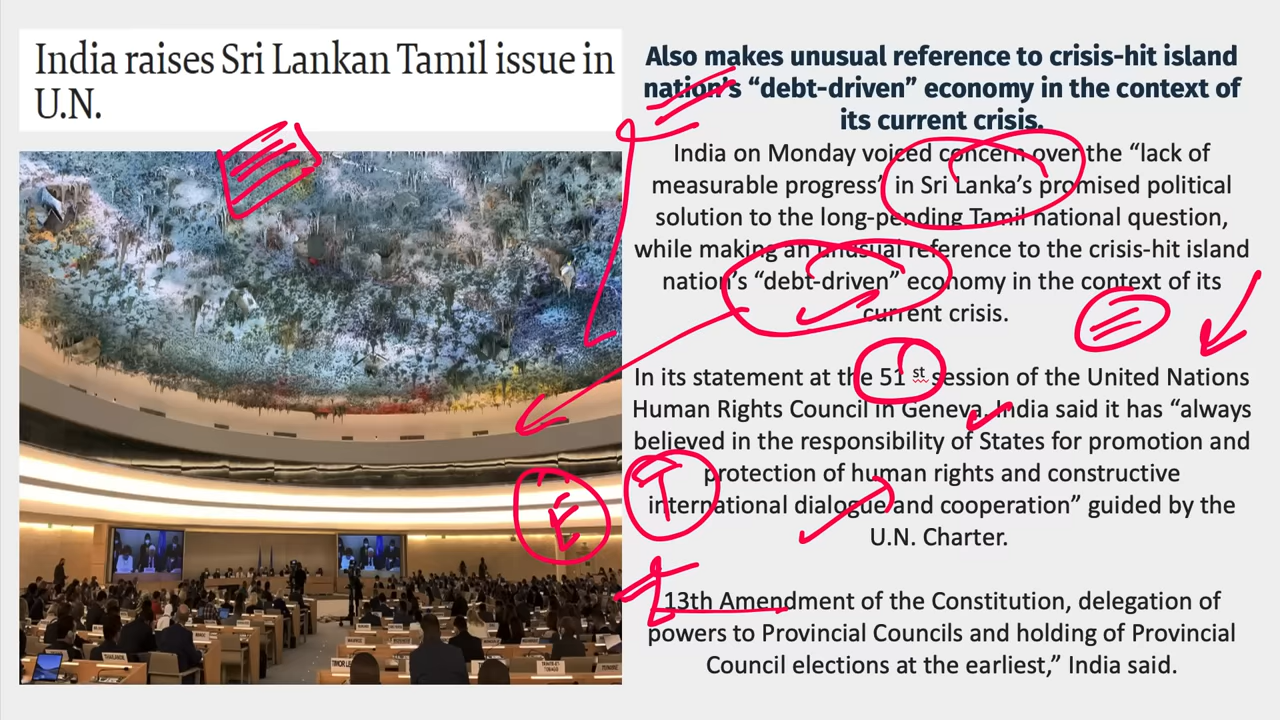 India raises Sri Lankan Tamil issue in
U.N.
Also makes unusual reference to crisis-hit island
nation’s “debt-driven” economy in the context of
its current crisis.
India on Monday voiced concern over the “lack of
measurable progress” in Sri Lanka’s promised political
solution to the long-pending Tamil national question,
while making an unusual reference to the crisis-hit island
nation’s “debt-driven” economy in the context of its
current crisis.
In its statement at the 51 st session of the United Nations
Human Rights Council in Geneva, India said it has “always
believed in the responsibility of States for promotion and
protection of human rights and constructive
international dialogue and cooperation” guided by the
U.N. Charter.
13th Amendment of the Constitution, delegation of
powers to Provincial Councils and holding of Provincial
Council elections at the earliest,” India said.
E
T
THAILAND